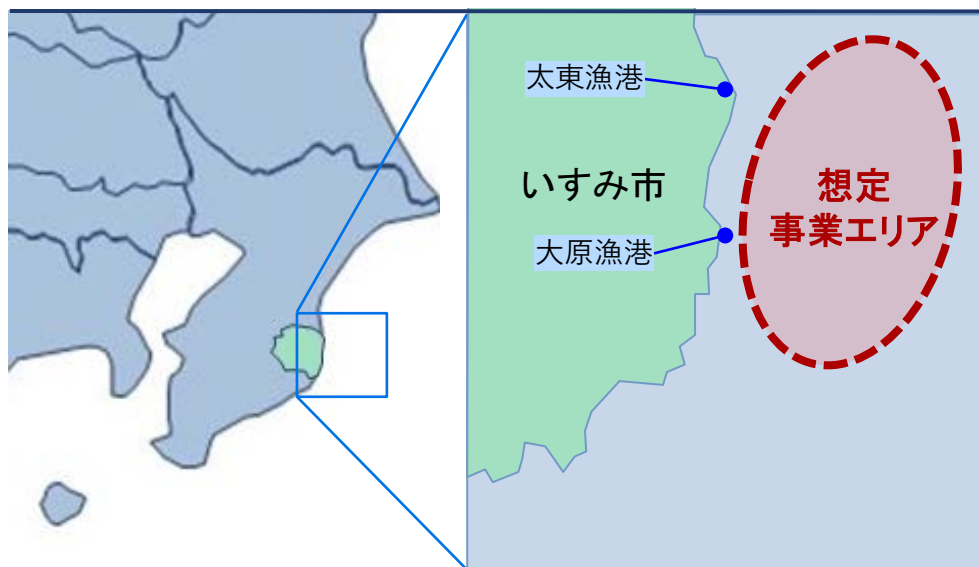 太東漁港
いすみ市
大原漁港
想定
事業エリア